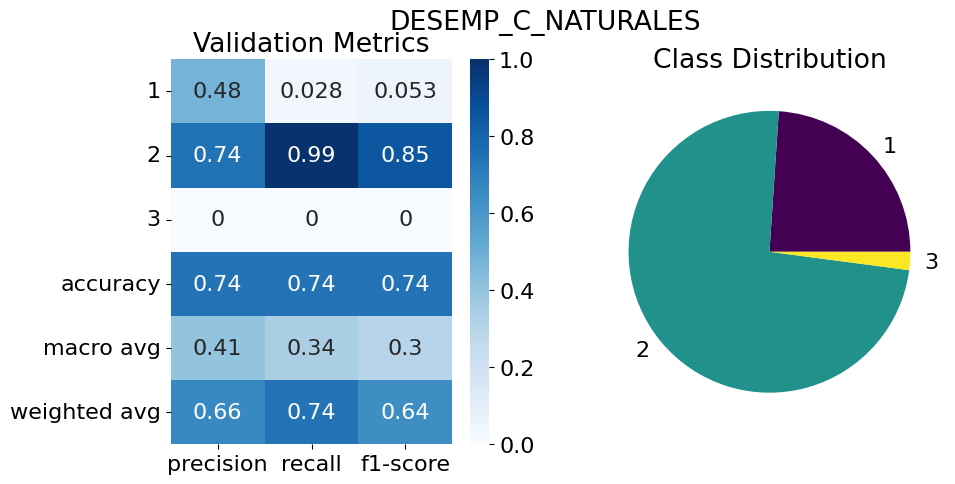 DESEMP_C_NATURALES
Validation Metrics
1 0.48 0.028 0.053
2 0.74 0.99 0.85
3 0 0 0
accuracy 0.74 0.74 0.74
macro avg 0.41 0.34 0.3
weighted avg 0.66 0.74 0.64
precision recall f1-score
1.0
0.8
0.6
0.4
0.2
0.0
Class Distribution
1
2
3